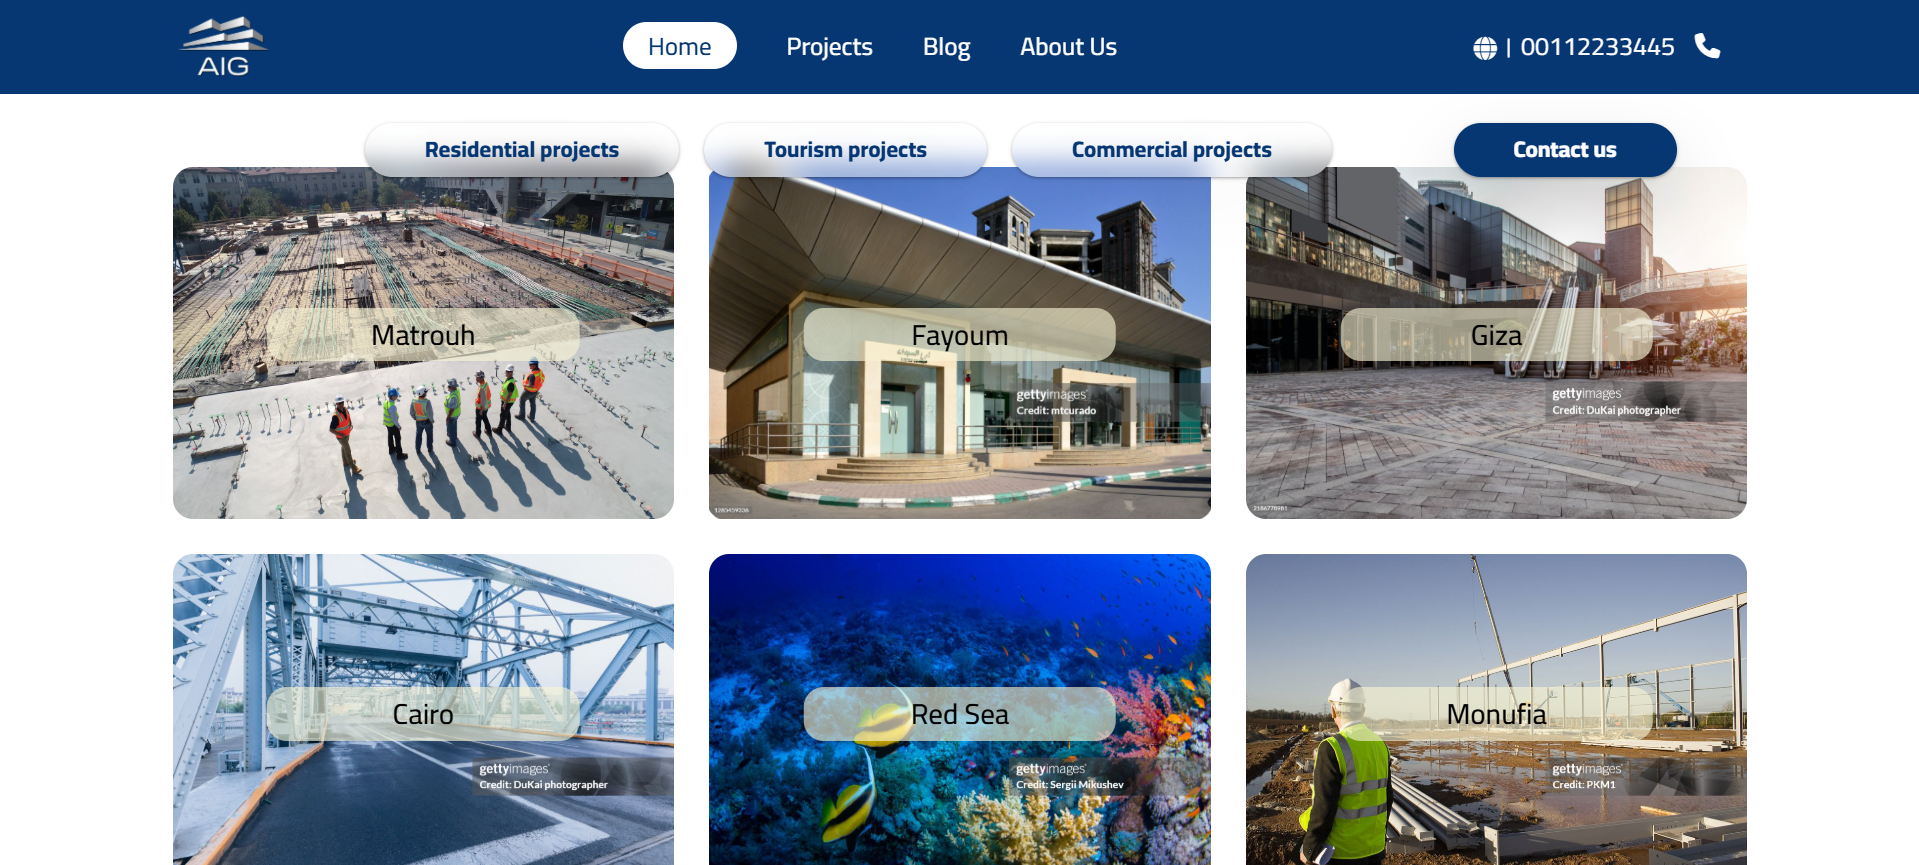 AIG
Home
Projects
Blog
About Us
| 00112233445
Residential projects
Tourism projects
Commercial projects
Contact us
Matrouh
Fayoum
gettyimages
Credit: mtcurado
1283459336
Giza
gettyimages
Credit: DuKai photographer
2186778981
Cairo
gettyimages
Credit: DuKai photographer
Red Sea
gettyimages
Credit: Sergii Mikushev
Monufia
gettyimages
Credit: PKM1